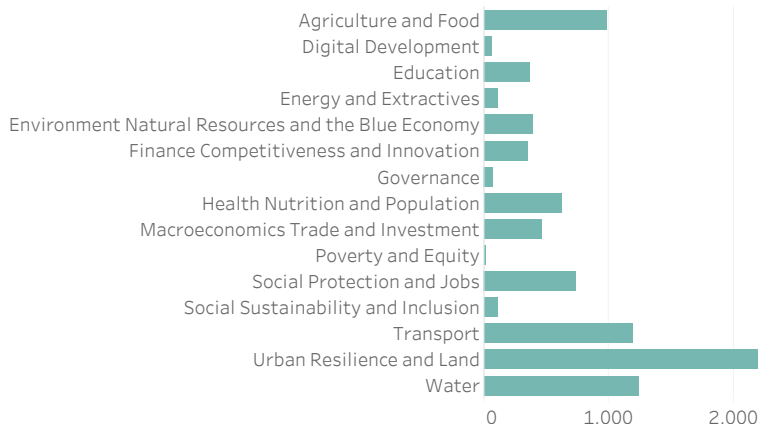 Agriculture and Food
Digital Development
Education
Energy and Extractives
Environment Natural Resources and the Blue Economy
Finance Competitiveness and Innovation
Governance
Health Nutrition and Population
Macroeconomics Trade and Investment
Poverty and Equity
Social Protection and Jobs
Social Sustainability and Inclusion
Transport
Urban Resilience and Land
Water
0 1.000 2.000